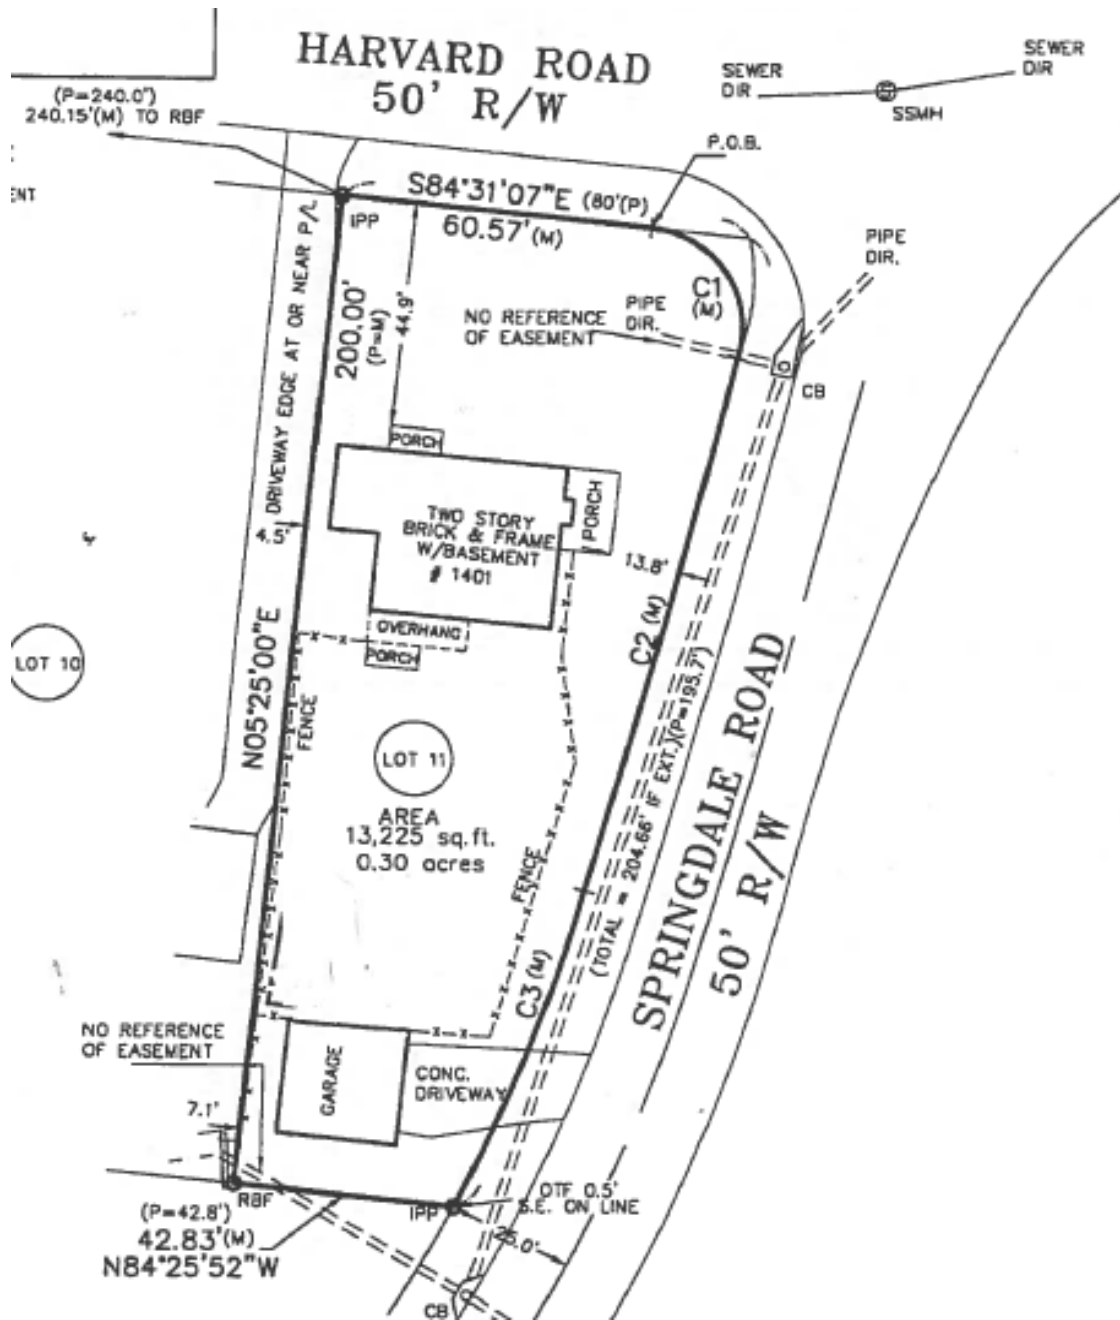 HARVARD ROAD
50' R/W
SEWER
DIR
SEWER
DIR
SSMH
(P=240.0')
240.15'(M) TO RBF
P.O.B.
ENT
S84°31'07"E (80'(P)
60.57'(M)
IPP
PIPE
DIR.
C1
(M)
PIPE
DIR.
NO REFERENCE
OF EASEMENT
CB
DRIVEWAY EDGE AT OR NEAR P/L
200.00'
(P=M)
44.9'
PORCH
PORCH
TWO STORY
BRICK & FRAME
W/BASEMENT
# 1401
4.5'
13.8'
C2 (M)
OVERHANG
PORCH
LOT 10
N05°25'00"E
FENCE
LOT 11
AREA
13,225 sq.ft.
0.30 acres
FENCE
(TOTAL = 204.66' IF EXT.)(P=195.7')
SPRINGDALE ROAD
50' R/W
C3 (M)
NO REFERENCE
OF EASEMENT
GARAGE
CONC.
DRIVEWAY
7.1'
RBF
IPP
OTF 0.5'
S.E. ON LINE
25.0'
(P=42.8')
42.83'(M)
N84°25'52"W
CB